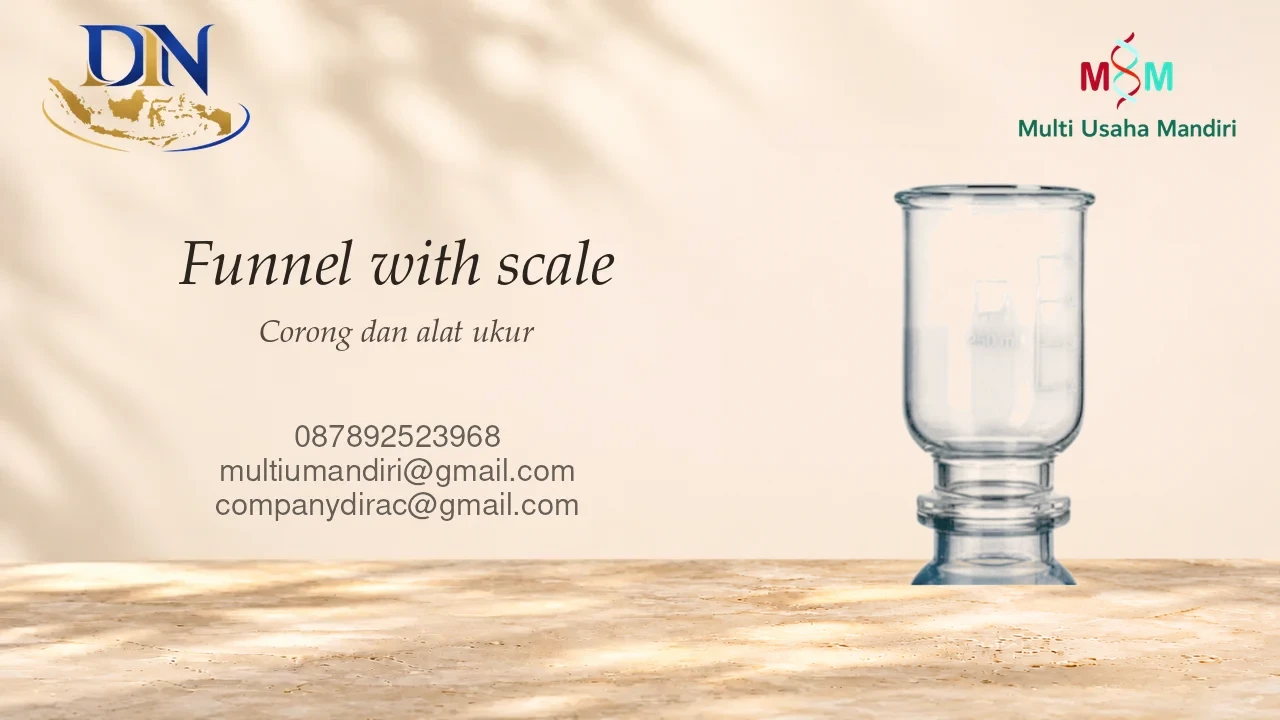 DN
M M
Multi Usaha Mandiri
Funnel with scale
Corong dan alat ukur
087892523968
multiumandiri@gmail.com
companydirac@gmail.com